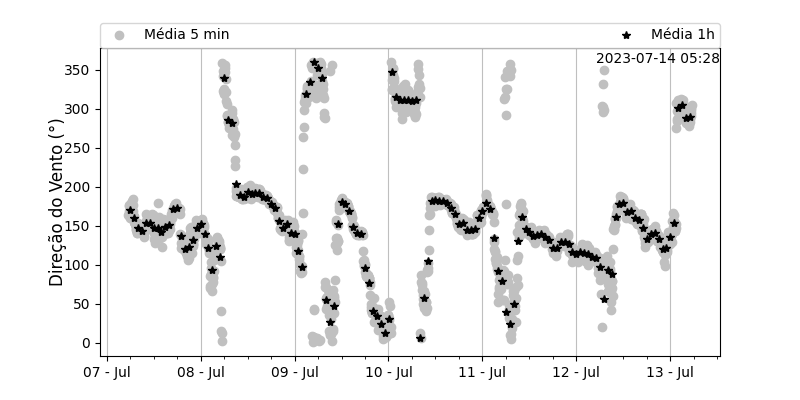 Média 5 min
Média 1h
2023-07-14 05:28
Direção do Vento (°)
350
300
250
200
150
100
50
0
07 - Jul
08 - Jul
09 - Jul
10 - Jul
11 - Jul
12 - Jul
13 - Jul